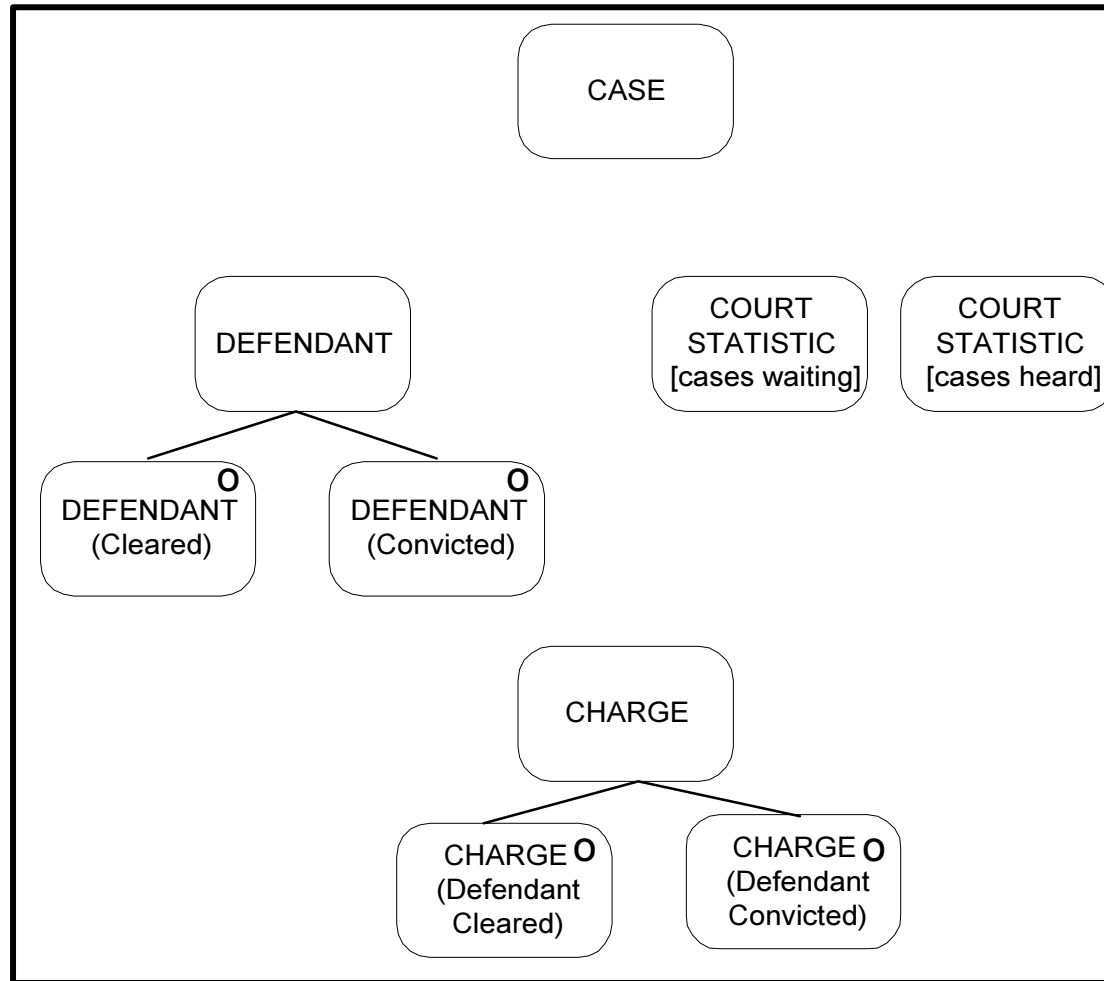 CASE
DEFENDANT
COURT
STATISTIC
[cases waiting]
COURT
STATISTIC
[cases heard]
O
DEFENDANT
(Cleared)
O
DEFENDANT
(Convicted)
CHARGE
CHARGE O
(Defendant
Cleared)
CHARGE O
(Defendant
Convicted)